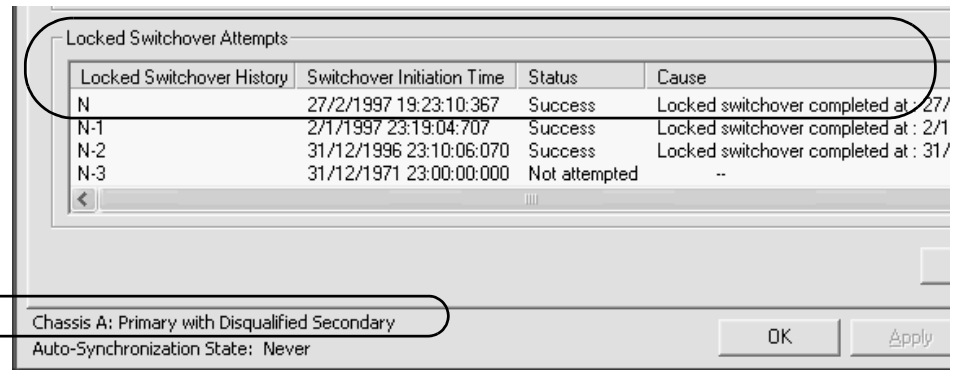 Locked Switchover Attempts
Locked Switchover History Switchover Initiation Time Status Cause
N 27/2/1997 19:23:10:367 Success Locked switchover completed at : 27/
N-1 2/1/1997 23:19:04:707 Success Locked switchover completed at : 2/1
N-2 31/12/1996 23:10:06:070 Success Locked switchover completed at : 31/
N-3 31/12/1971 23:00:00:000 Not attempted --
Chassis A: Primary with Disqualified Secondary
OK Apply
Auto-Synchronization State: Never